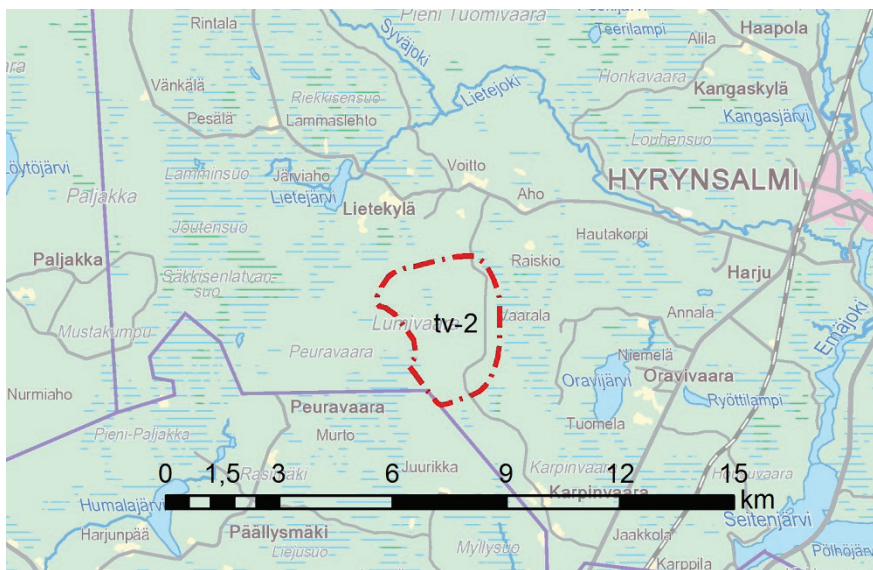 Rintala
Pieni Tuomivaara
Teerilampi
Alila
Haapola
Syväjoki
Vänkälä
Honkavaara
Kangaskylä
Riekkisensuo
Lietejoki
Pesälä
Lammaslehto
Kangasjärvi
Louhensuo
Löytöjärvi
Lamminsuo
Järviaho
Voitto
HYRYNSALMI
Paljakka
Lietejärvi
Lietekylä
Aho
Joutensuo
Hautakorpi
Paljakka
Raiskio
Harju
Säkkisenlatvan-
suo
Mustakumpu
Lumivaara
tv-2
Vaarala
Annala
Emäjoki
Peuravaara
Niemelä
Nurmiaho
Oravijärvi
Oravivaara
Peuravaara
Ryöttilampi
Pieni-Paljakka
Murto
Tuomela
Juurikka
Karpinvaara
0 1,5 3 6 9 12 15
km
Humalajärvi
Karpinvaara
Seitenjärvi
Harjunpää
Päällysmäki
Liejusuo
Myllysuo
Jaakkola
Pölhöjärvi
Karppila